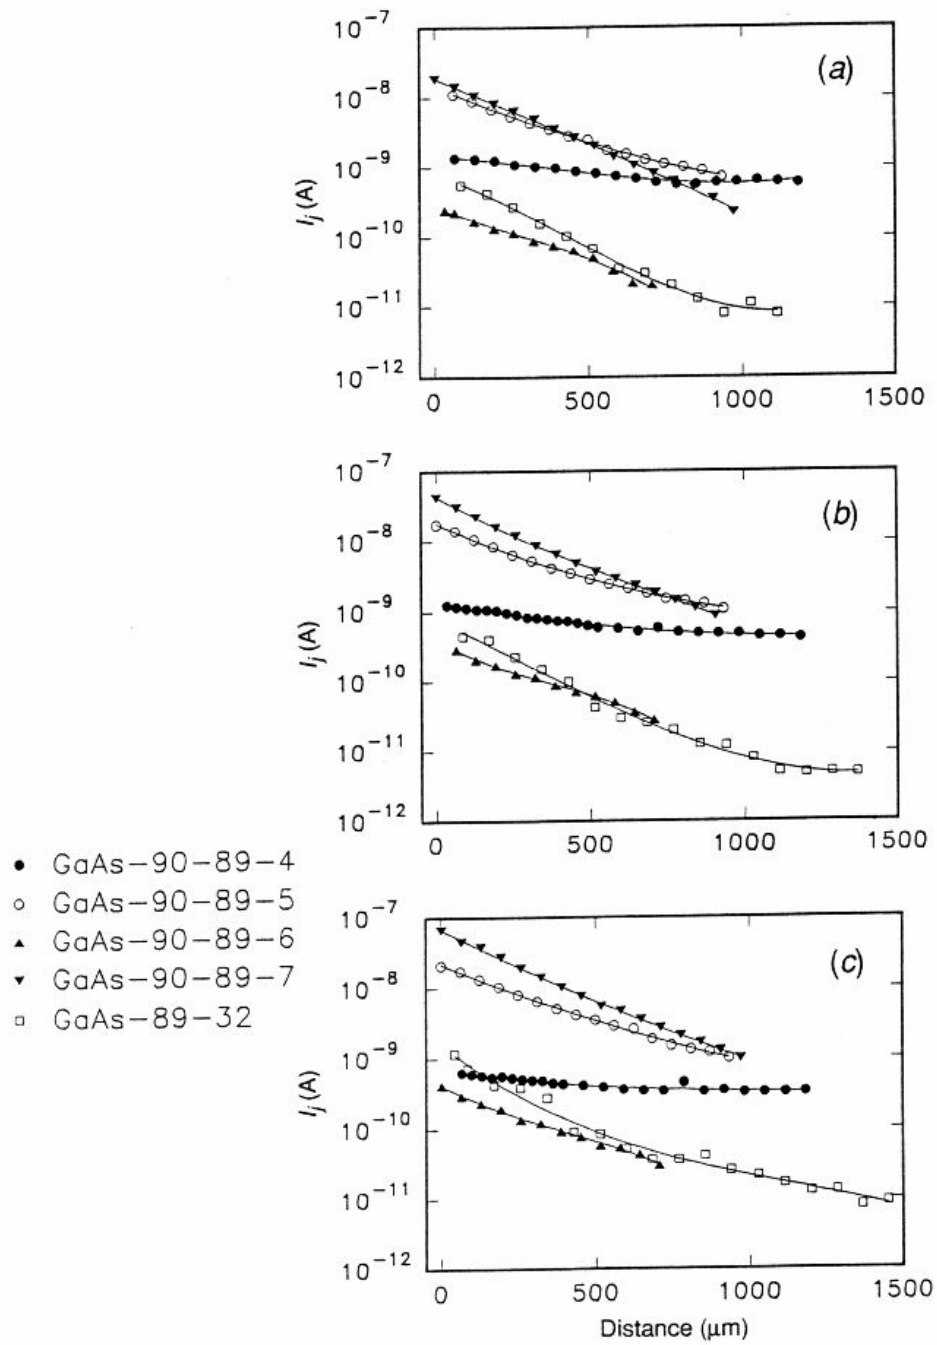 10⁻⁷
10⁻⁸
10⁻⁹
10⁻¹⁰
10⁻¹¹
10⁻¹²
I_j (A)
(a)
0 500 1000 1500
10⁻⁷
10⁻⁸
10⁻⁹
10⁻¹⁰
10⁻¹¹
10⁻¹²
I_j (A)
(b)
0 500 1000 1500
GaAs-90-89-4
GaAs-90-89-5
GaAs-90-89-6
GaAs-90-89-7
GaAs-89-32
10⁻⁷
10⁻⁸
10⁻⁹
10⁻¹⁰
10⁻¹¹
10⁻¹²
I_j (A)
(c)
0 500 1000 1500
Distance (μm)